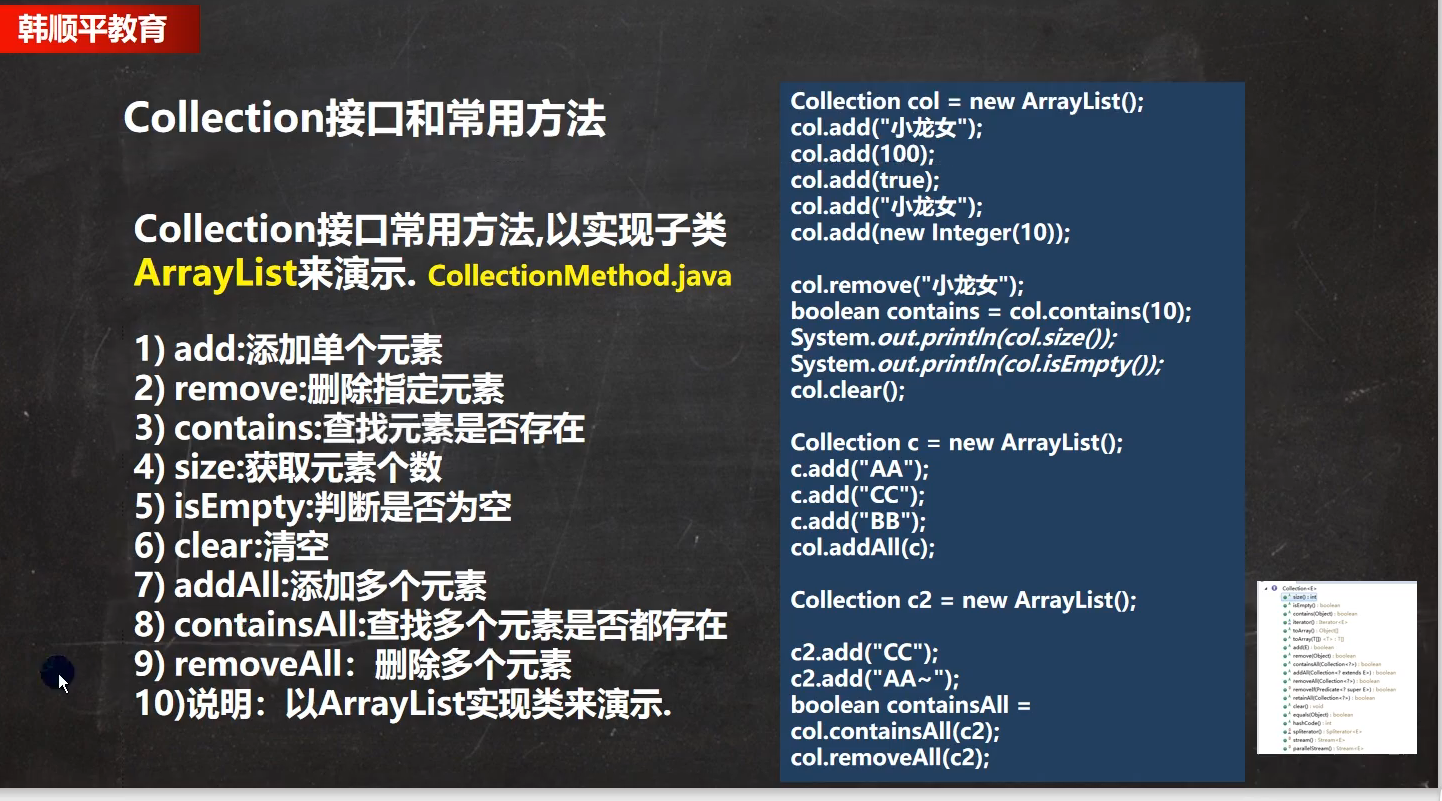 韩顺平教育
Collection接口和常用方法
Collection接口常用方法,以实现子类
ArrayList来演示. CollectionMethod.java
1) add:添加单个元素
2) remove:删除指定元素
3) contains:查找元素是否存在
4) size:获取元素个数
5) isEmpty:判断是否为空
6) clear:清空
7) addAll:添加多个元素
8) containsAll:查找多个元素是否都存在
9) removeAll：删除多个元素
10)说明：以ArrayList实现类来演示.
Collection col = new ArrayList();
col.add("小龙女");
col.add(100);
col.add(true);
col.add("小龙女");
col.add(new Integer(10));
col.remove("小龙女");
boolean contains = col.contains(10);
System.out.println(col.size());
System.out.println(col.isEmpty());
col.clear();
Collection c = new ArrayList();
c.add("AA");
c.add("CC");
c.add("BB");
col.addAll(c);
Collection c2 = new ArrayList();
c2.add("CC");
c2.add("AA~");
boolean containsAll =
col.containsAll(c2);
col.removeAll(c2);
Collection<E>
size() : int
isEmpty() : boolean
contains(Object) : boolean
iterator() : Iterator<E>
toArray() : Object[]
toArray(T[]) <T> : T[]
add(E) : boolean
remove(Object) : boolean
containsAll(Collection<?>) : boolean
addAll(Collection<? extends E>) : boolean
removeAll(Collection<?>) : boolean
removeIf(Predicate<? super E>) : boolean
retainAll(Collection<?>) : boolean
clear() : void
equals(Object) : boolean
hashCode() : int
spliterator() : Spliterator<E>
stream() : Stream<E>
parallelStream() : Stream<E>